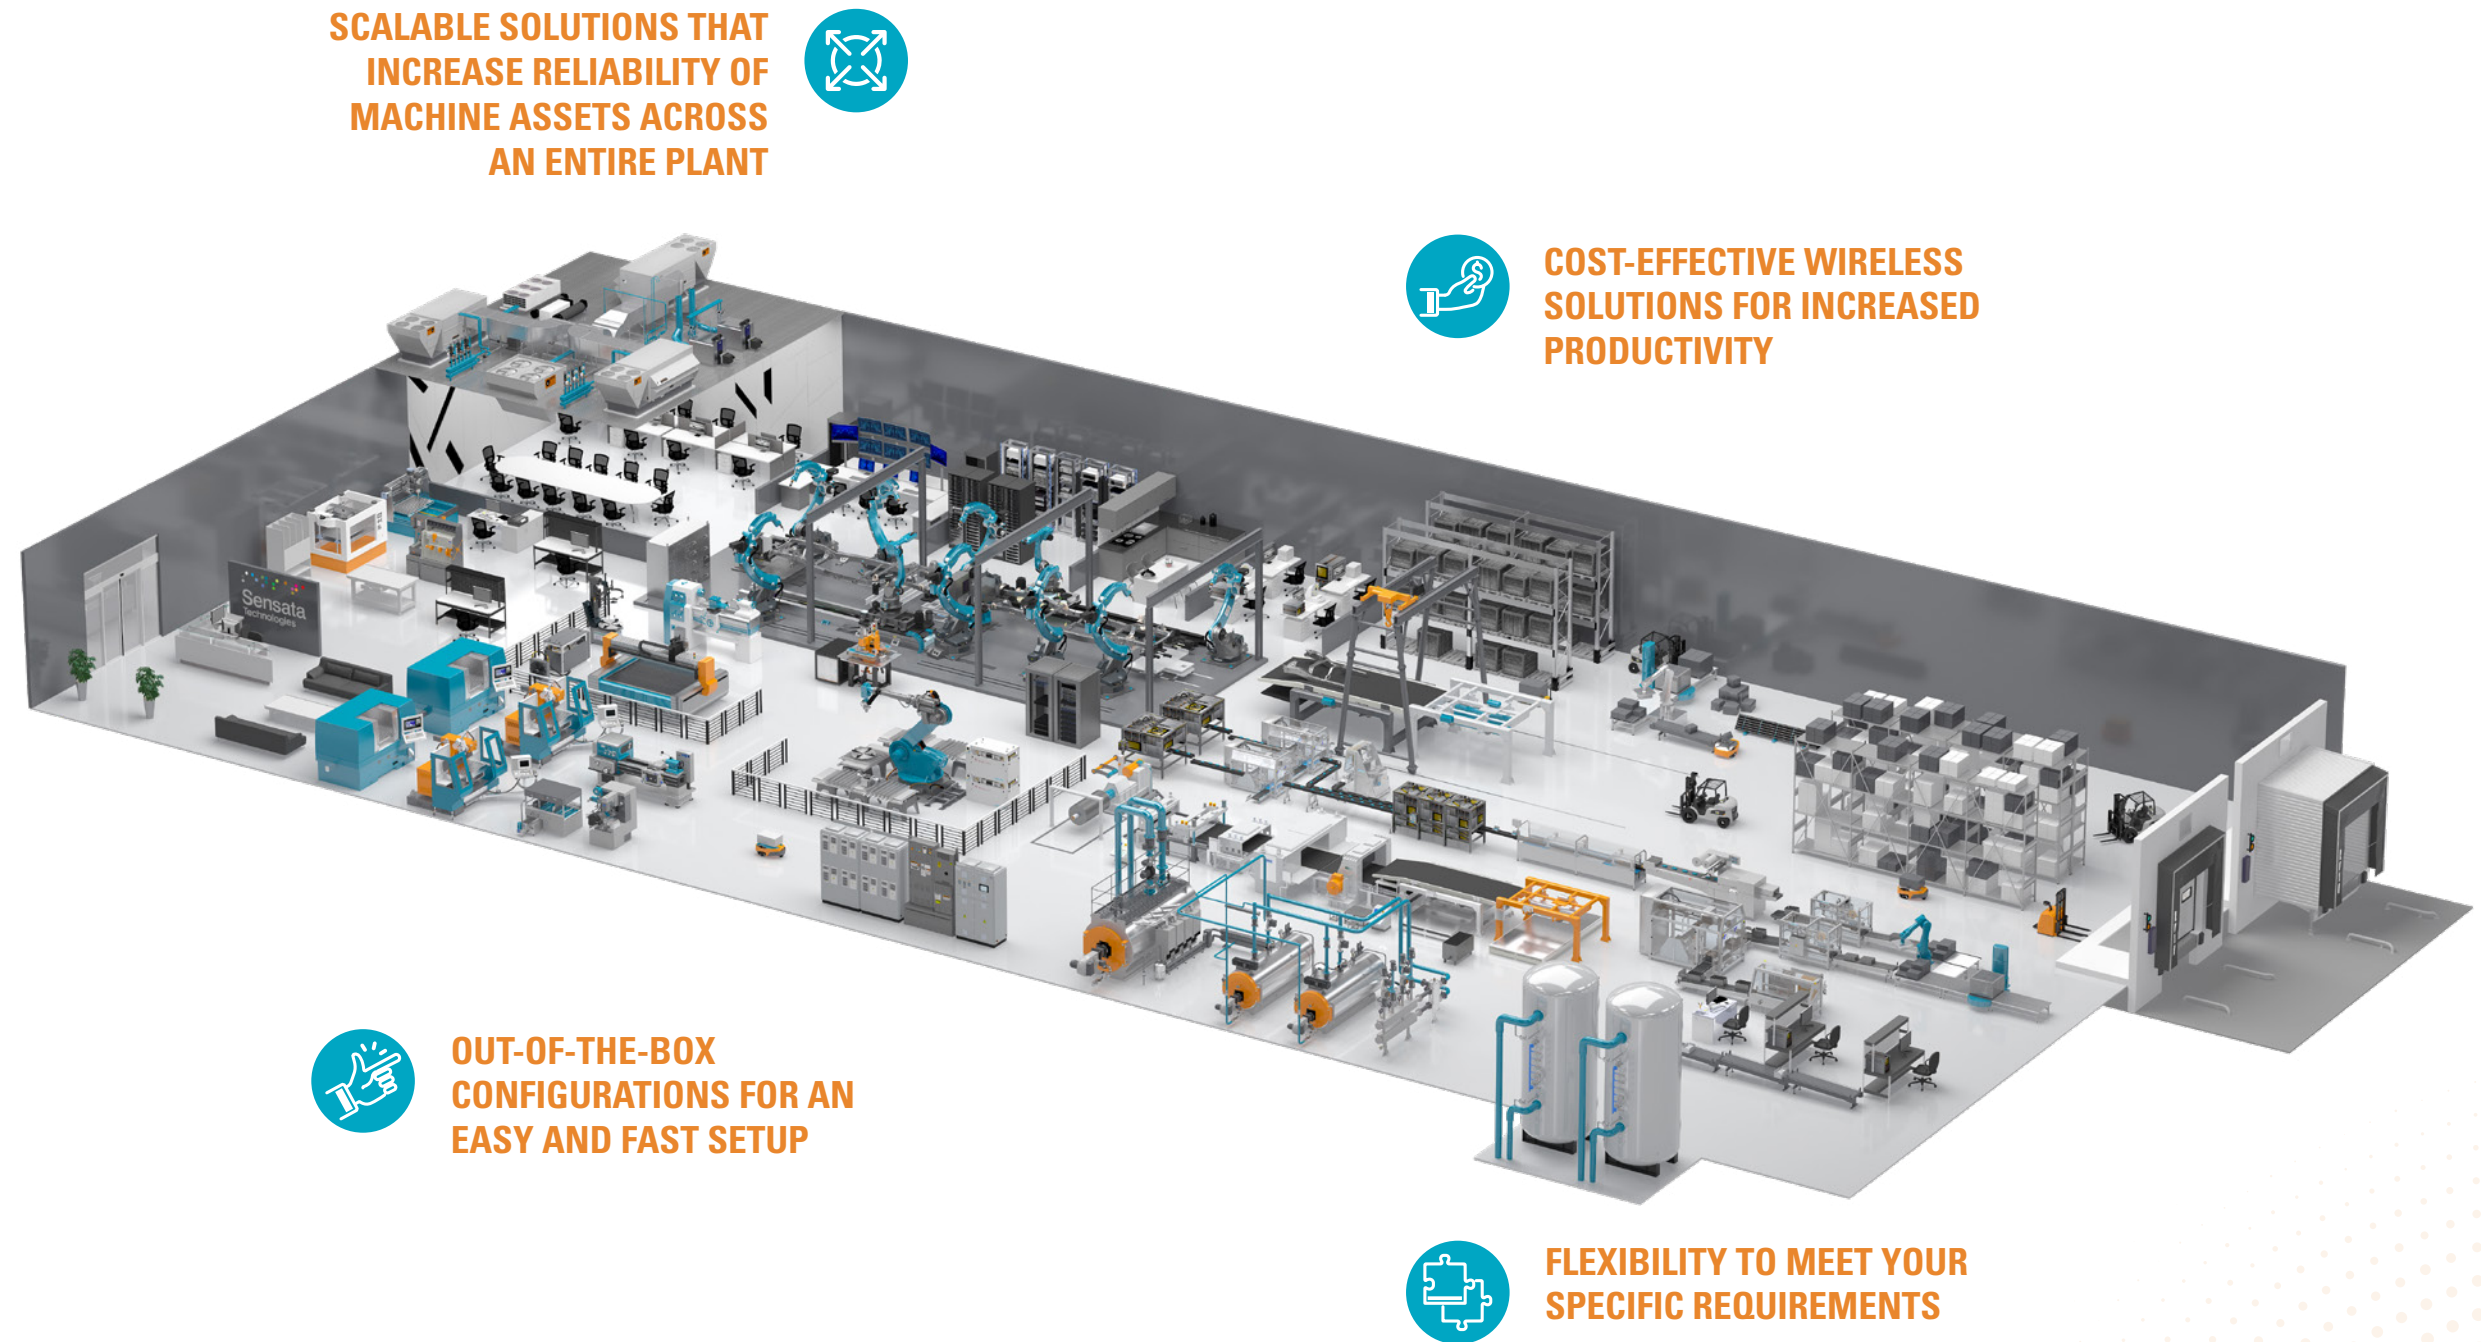 SCALABLE SOLUTIONS THAT
INCREASE RELIABILITY OF
MACHINE ASSETS ACROSS
AN ENTIRE PLANT
COST-EFFECTIVE WIRELESS
SOLUTIONS FOR INCREASED
PRODUCTIVITY
Sensata
Technologies
OUT-OF-THE-BOX
CONFIGURATIONS FOR AN
EASY AND FAST SETUP
FLEXIBILITY TO MEET YOUR
SPECIFIC REQUIREMENTS